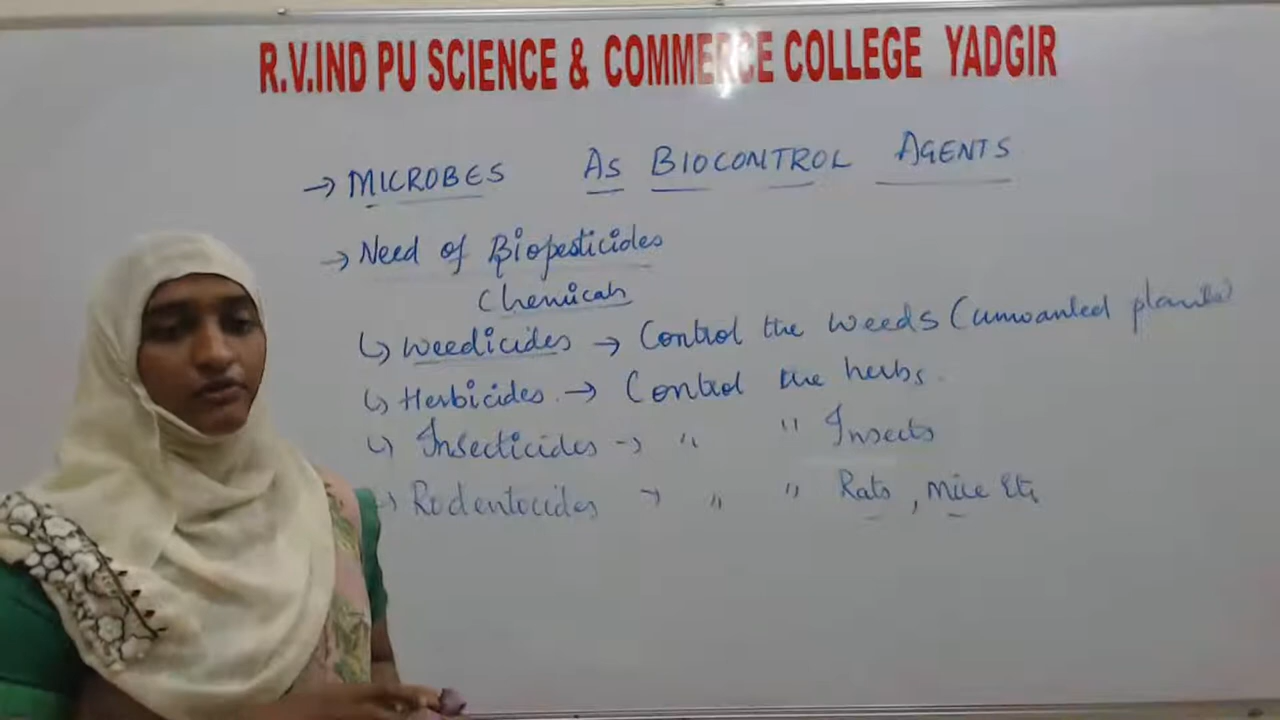 R.V.IND PU SCIENCE & COMMERCE COLLEGE YADGIR
→ MICROBES AS BIOCONTROL AGENTS
→ Need of Biopesticides
Chemicals
↳ Weedicides → Control the weeds (unwanted plants)
↳ Herbicides → Control the herbs.
↳ Insecticides → " " Insects
↳ Rodentocides → " " Rats, Mice Etc